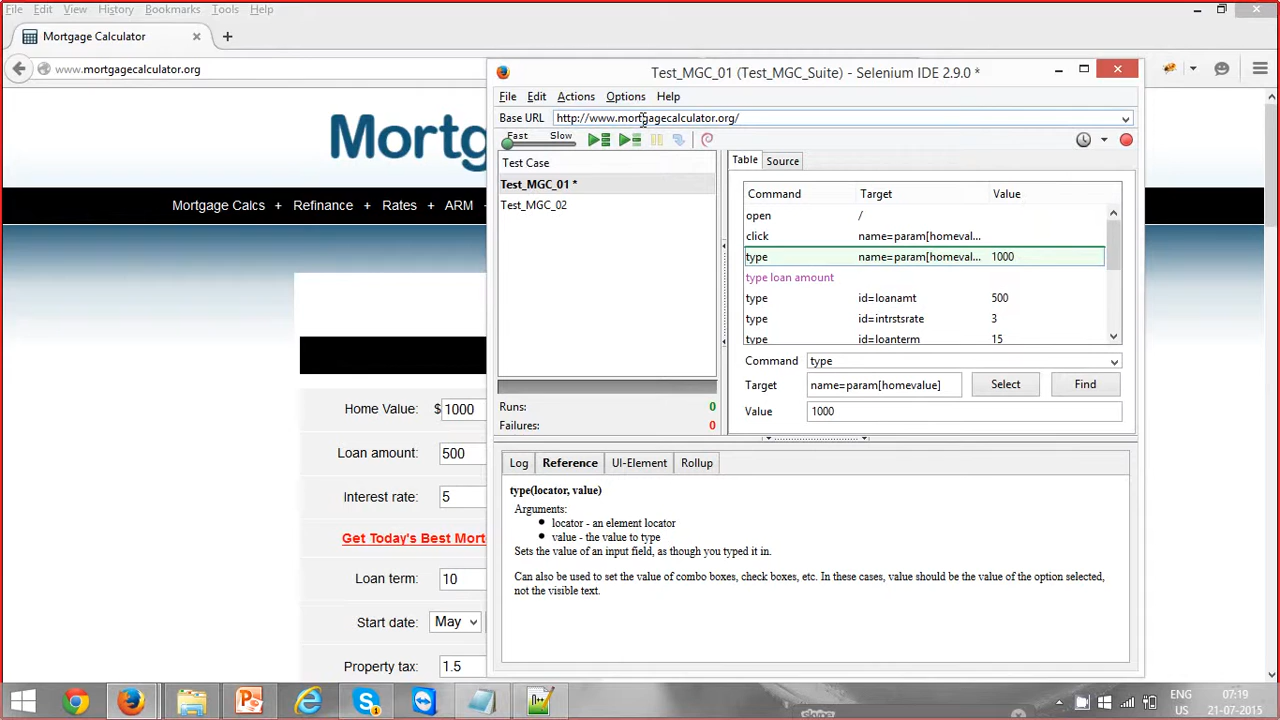 File Edit View History Bookmarks Tools Help
Mortgage Calculator
www.mortgagecalculator.org
Test_MGC_01 (Test_MGC_Suite) - Selenium IDE 2.9.0 *
File Edit Actions Options Help
Base URL http://www.mortgagecalculator.org/
Fast Slow
Mort
Mortgage Calcs + Refinance + Rates + ARM +
Test Case
Test_MGC_01 *
Test_MGC_02
Runs: 0
Failures: 0
Table Source
Command Target Value
open /
click name=param[homeval...
type name=param[homeval... 1000
type loan amount
type id=loanamt 500
type id=intrstsrate 3
type id=loanterm 15
Command type
Target name=param[homevalue] Select Find
Value 1000
Home Value: $ 1000
Loan amount: 500
Interest rate: 5
Get Today's Best Mort
Loan term: 10
Start date: May
Property tax: 1.5
Log Reference UI-Element Rollup
type(locator, value)
Arguments:
● locator - an element locator
● value - the value to type
Sets the value of an input field, as though you typed it in.
Can also be used to set the value of combo boxes, check boxes, etc. In these cases, value should be the value of the option selected,
not the visible text.
ENG
US
07:19
21-07-2015